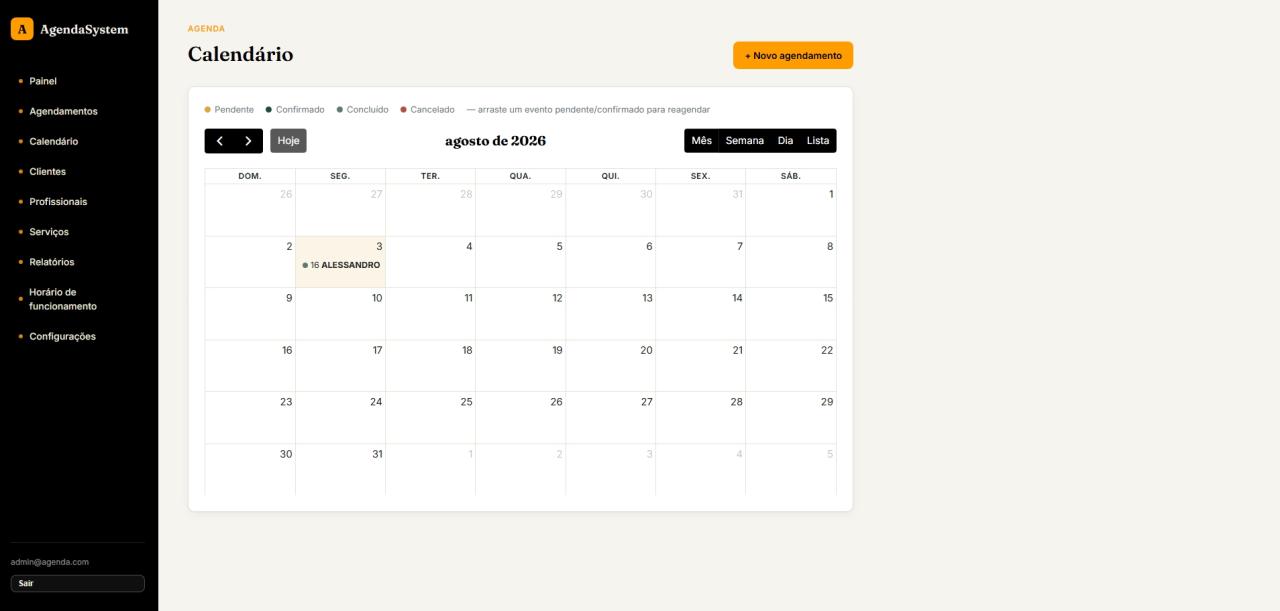 A AgendaSystem
Painel
Agendamentos
Calendário
Clientes
Profissionais
Serviços
Relatórios
Horário de
funcionamento
Configurações
admin@agenda.com
Sair
AGENDA
Calendário
+ Novo agendamento
Pendente Confirmado Concluído Cancelado — arraste um evento pendente/confirmado para reagendar
Hoje agosto de 2026 Mês Semana Dia Lista
DOM. SEG. TER. QUA. QUI. SEX. SÁB.
26 27 28 29 30 31 1
2 3 4 5 6 7 8
16 ALESSANDRO
9 10 11 12 13 14 15
16 17 18 19 20 21 22
23 24 25 26 27 28 29
30 31 1 2 3 4 5